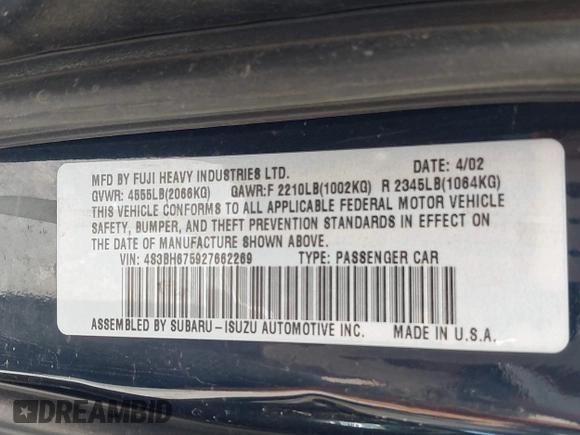 MFD BY FUJI HEAVY INDUSTRIES LTD. DATE: 4/02
GVWR: 4555LB(2066KG) GAWR:F 2210LB(1002KG) R 2345LB(1064KG)
THIS VEHICLE CONFORMS TO ALL APPLICABLE FEDERAL MOTOR VEHICLE
SAFETY, BUMPER, AND THEFT PREVENTION STANDARDS IN EFFECT ON
DATE OF MANUFACTURE SHOWN ABOVE.
VIN: 4S3BH675927662269 TYPE: PASSENGER CAR
ASSEMBLED BY SUBARU-ISUZU AUTOMOTIVE INC. MADE IN U.S.A.
DREAMBID